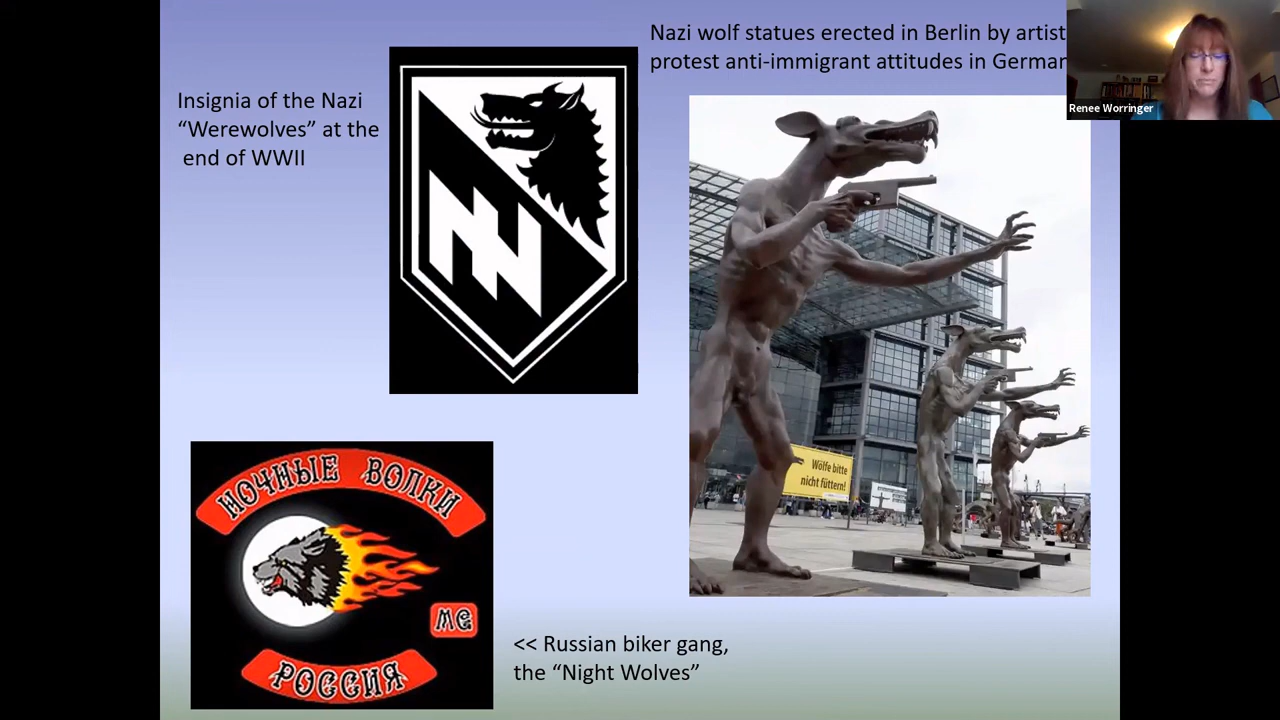 Nazi wolf statues erected in Berlin by artist
protest anti-immigrant attitudes in German
Renee Worringer
Insignia of the Nazi
“Werewolves” at the
end of WWII
Wölfe bitte
nicht füttern!
НОЧНЫЕ ВОЛКИ
МС
РОССИЯ
<< Russian biker gang,
the “Night Wolves”